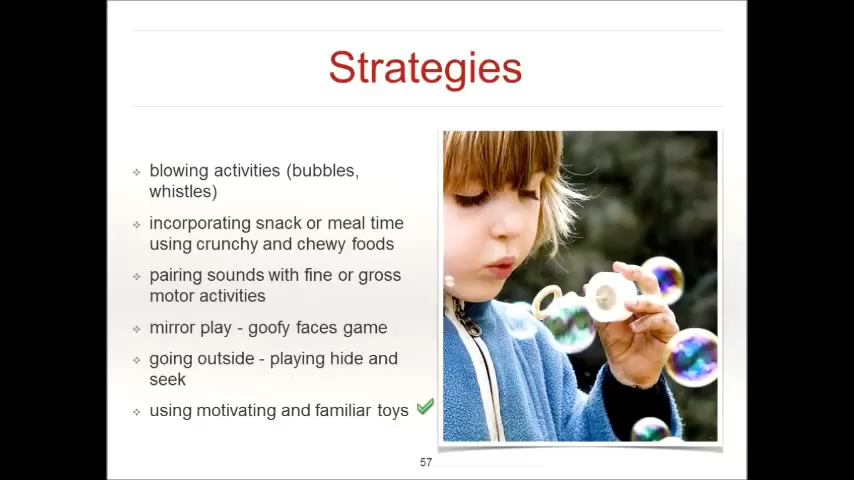 Strategies
blowing activities (bubbles,
whistles)
incorporating snack or meal time
using crunchy and chewy foods
pairing sounds with fine or gross
motor activities
mirror play - goofy faces game
going outside - playing hide and
seek
using motivating and familiar toys
57